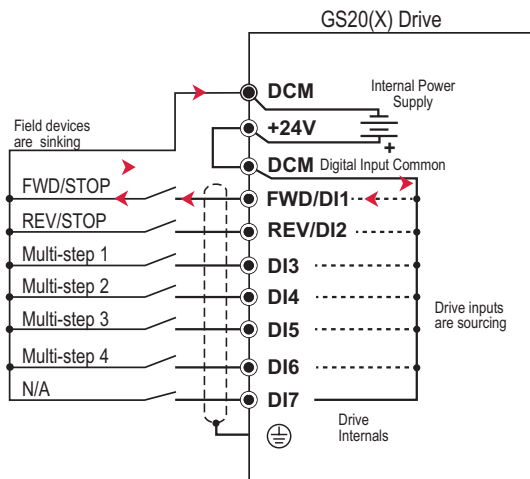 GS20(X) Drive
DCM
Internal Power
Supply
+24V
+
Field devices
are sinking
DCM Digital Input Common
FWD/STOP
FWD/DI1
REV/STOP
REV/DI2
Multi-step 1
DI3
Multi-step 2
DI4
Drive inputs
are sourcing
Multi-step 3
DI5
Multi-step 4
DI6
N/A
DI7
Drive
Internals